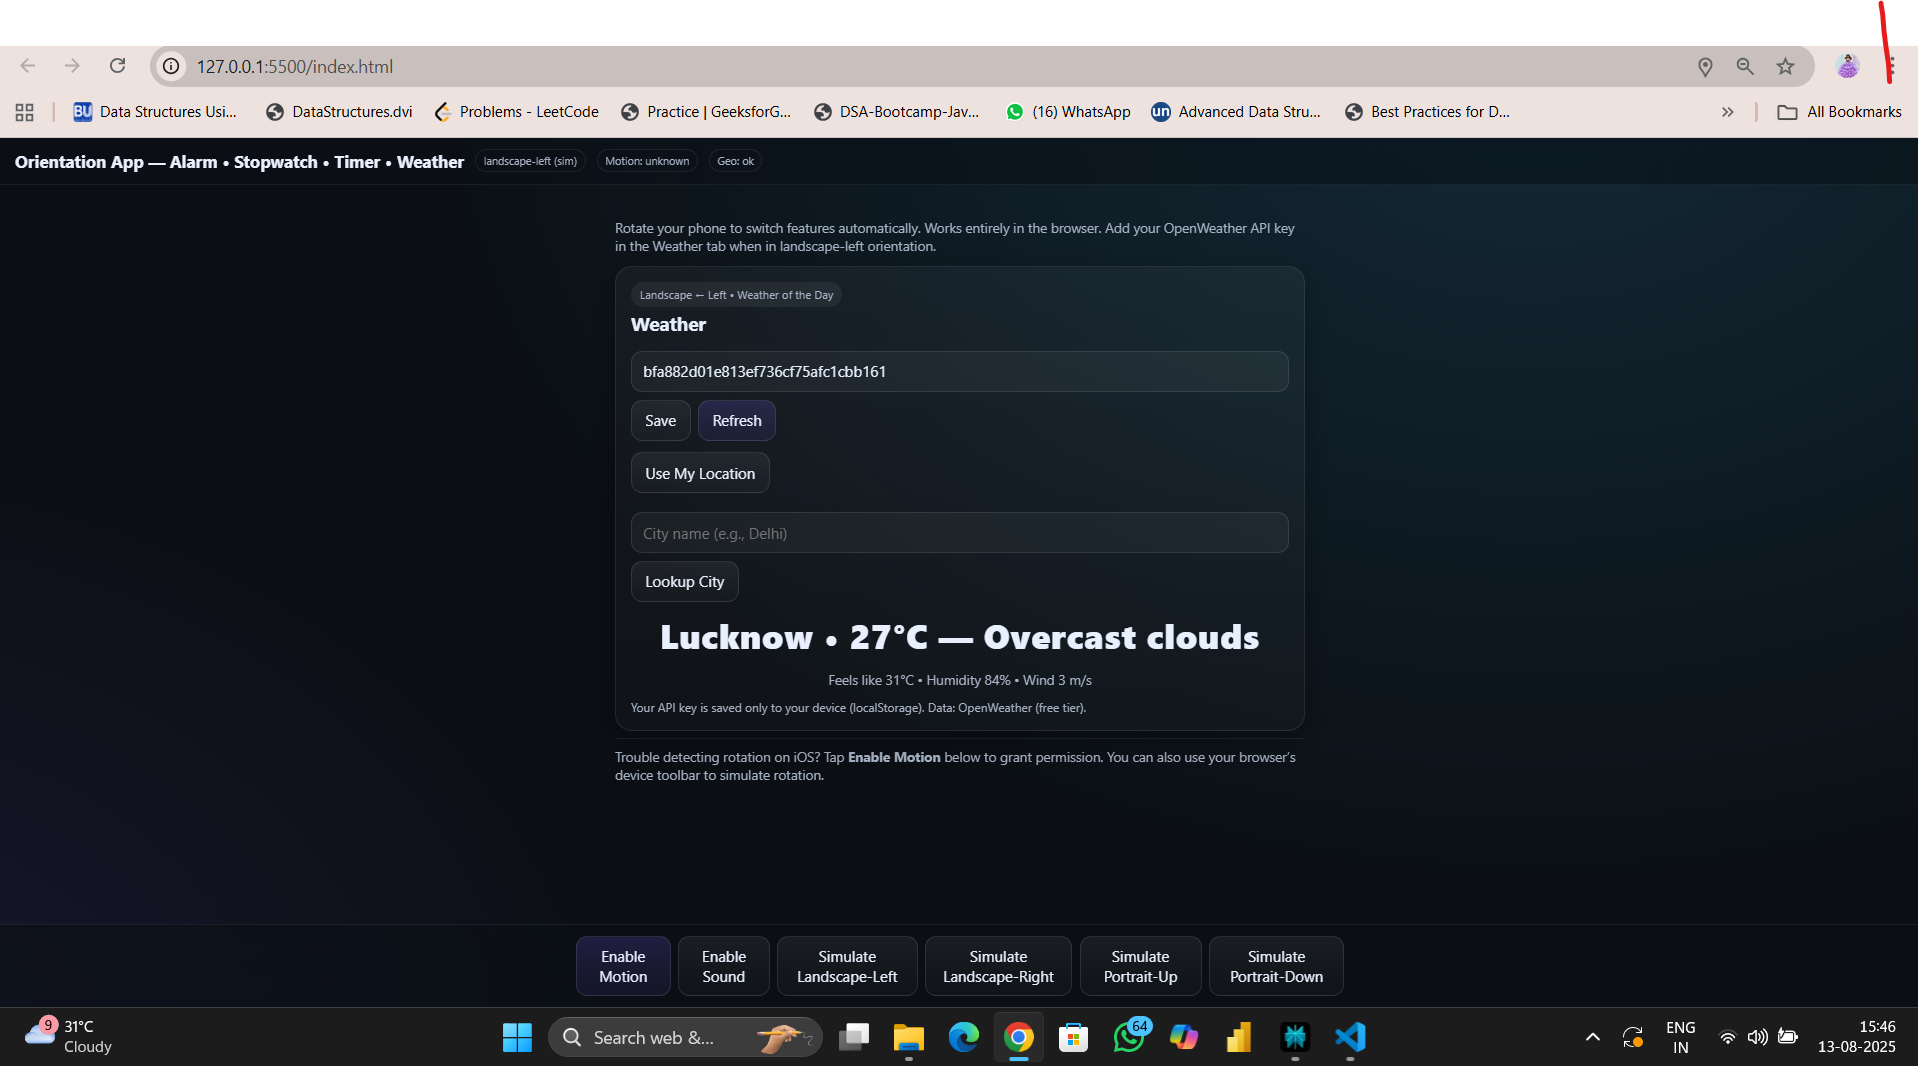 127.0.0.1:5500/index.html
Data Structures Usi...
DataStructures.dvi
Problems - LeetCode
Practice | GeeksforG...
DSA-Bootcamp-Jav...
(16) WhatsApp
Advanced Data Stru...
Best Practices for D...
All Bookmarks
Orientation App — Alarm • Stopwatch • Timer • Weather
landscape-left (sim)
Motion: unknown
Geo: ok
Rotate your phone to switch features automatically. Works entirely in the browser. Add your OpenWeather API key
in the Weather tab when in landscape-left orientation.
Landscape ← Left • Weather of the Day
Weather
bfa882d01e813ef736cf75afc1cbb161
Save
Refresh
Use My Location
City name (e.g., Delhi)
Lookup City
Lucknow • 27°C — Overcast clouds
Feels like 31°C • Humidity 84% • Wind 3 m/s
Your API key is saved only to your device (localStorage). Data: OpenWeather (free tier).
Trouble detecting rotation on iOS? Tap Enable Motion below to grant permission. You can also use your browser’s
device toolbar to simulate rotation.
Enable
Motion
Enable
Sound
Simulate
Landscape-Left
Simulate
Landscape-Right
Simulate
Portrait-Up
Simulate
Portrait-Down
9
31°C
Cloudy
Search web &...
64
ENG
IN
15:46
13-08-2025
BU
un